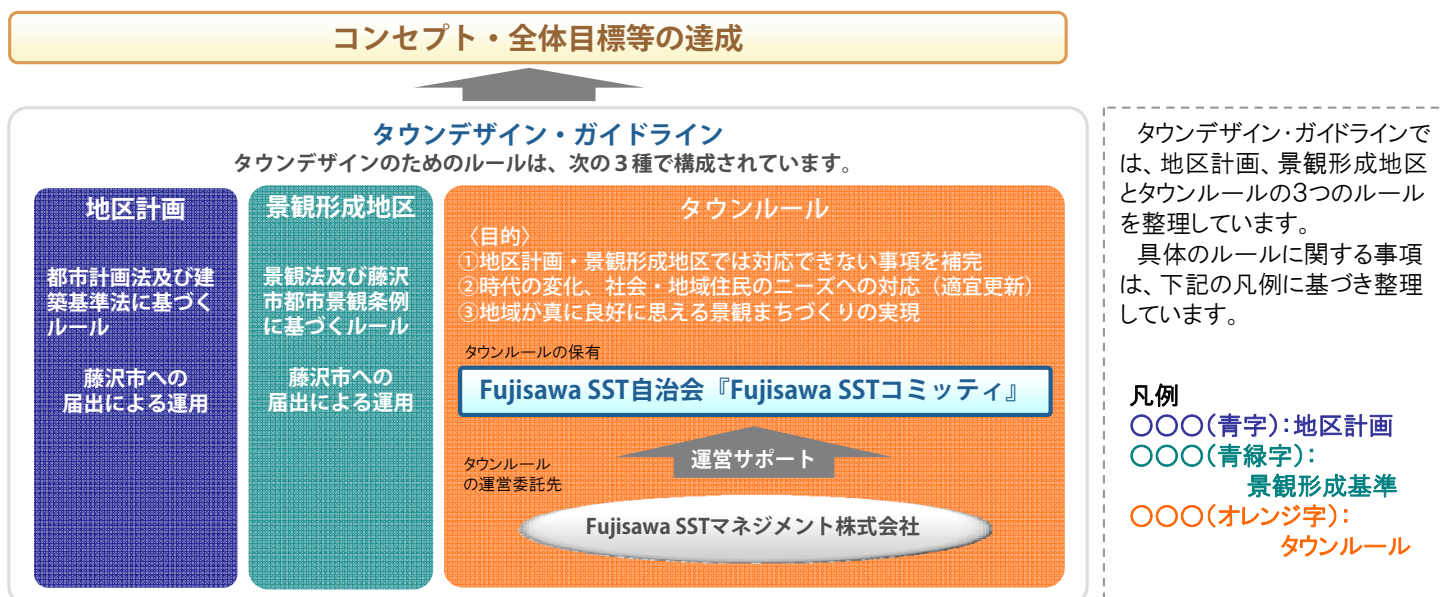 コンセプト・全体目標等の達成
タウンデザイン・ガイドライン
タウンデザインのためのルールは、次の３種で構成されています。
地区計画
都市計画法及び建
築基準法に基づく
ルール
藤沢市への
届出による運用
景観形成地区
景観法及び藤沢
市都市景観条例
に基づくルール
藤沢市への
届出による運用
タウンルール
〈目的〉
①地区計画・景観形成地区では対応できない事項を補完
②時代の変化、社会・地域住民のニーズへの対応（適宜更新）
③地域が真に良好に思える景観まちづくりの実現
タウンルールの保有
Fujisawa SST自治会『Fujisawa SSTコミッティ』
運営サポート
タウンルール
の運営委託先
Fujisawa SSTマネジメント株式会社
タウンデザイン・ガイドラインで
は、地区計画、景観形成地区
とタウンルールの3つのルール
を整理しています。
具体のルールに関する事項
は、下記の凡例に基づき整理
しています。
凡例
○○○(青字)：地区計画
○○○(青緑字)：
景観形成基準
○○○(オレンジ字)：
タウンルール